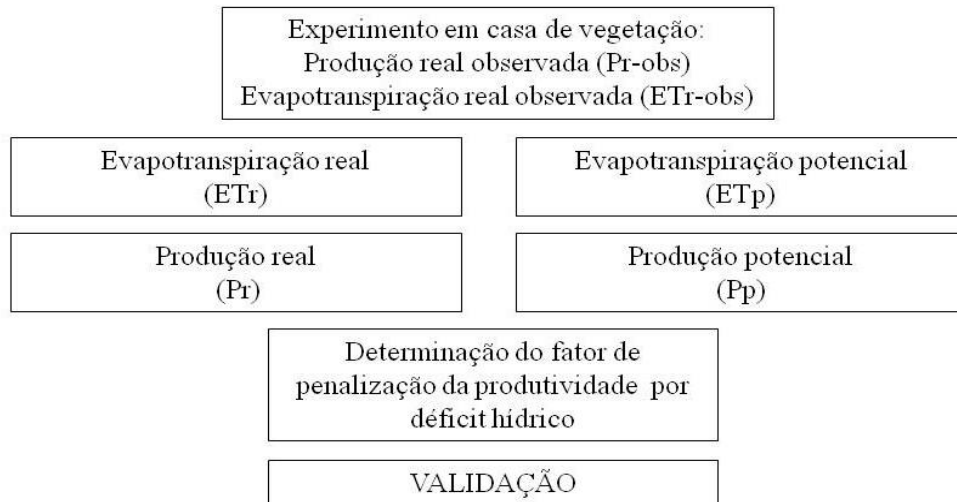 Experimento em casa de vegetação:
Produção real observada (Pr-obs)
Evapotranspiração real observada (ETr-obs)
Evapotranspiração real
(ETr)
Evapotranspiração potencial
(ETp)
Produção real
(Pr)
Produção potencial
(Pp)
Determinação do fator de
penalização da produtividade por
déficit hídrico
VALIDAÇÃO